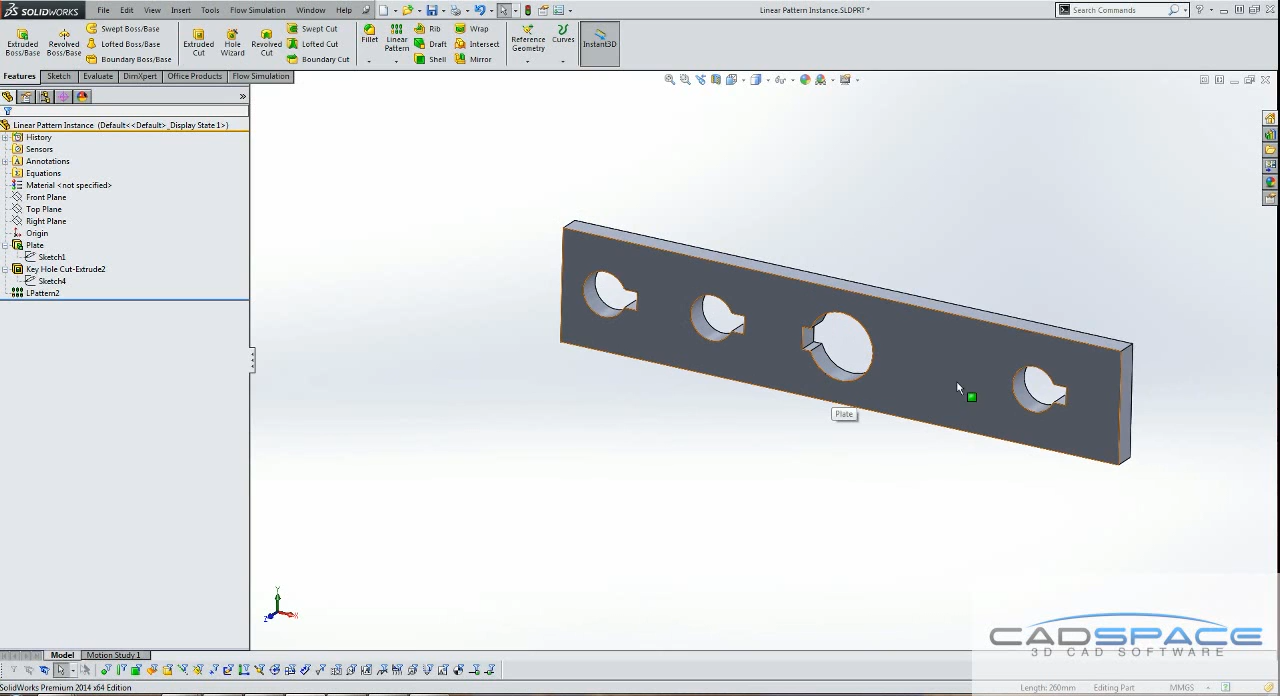 SOLIDWORKS File Edit View Insert Tools Flow Simulation Window Help
Linear Pattern Instance.SLDPRT *
Search Commands
Extruded Boss/Base
Revolved Boss/Base
Swept Boss/Base
Lofted Boss/Base
Boundary Boss/Base
Extruded Cut
Hole Wizard
Revolved Cut
Swept Cut
Lofted Cut
Boundary Cut
Fillet
Linear Pattern
Rib
Draft
Shell
Wrap
Intersect
Mirror
Reference Geometry
Curves
Instant3D
Features Sketch Evaluate DimXpert Office Products Flow Simulation
Linear Pattern Instance (Default<<Default>_Display State 1>)
History
Sensors
Annotations
Equations
Material <not specified>
Front Plane
Top Plane
Right Plane
Origin
Plate
Sketch1
Key Hole Cut-Extrude2
Sketch4
LPattern2
Plate
Y
X
Z
CADSPACE
3D CAD SOFTWARE
Model Motion Study 1
SolidWorks Premium 2014 x64 Edition
Length: 260mm Editing Part MMGS